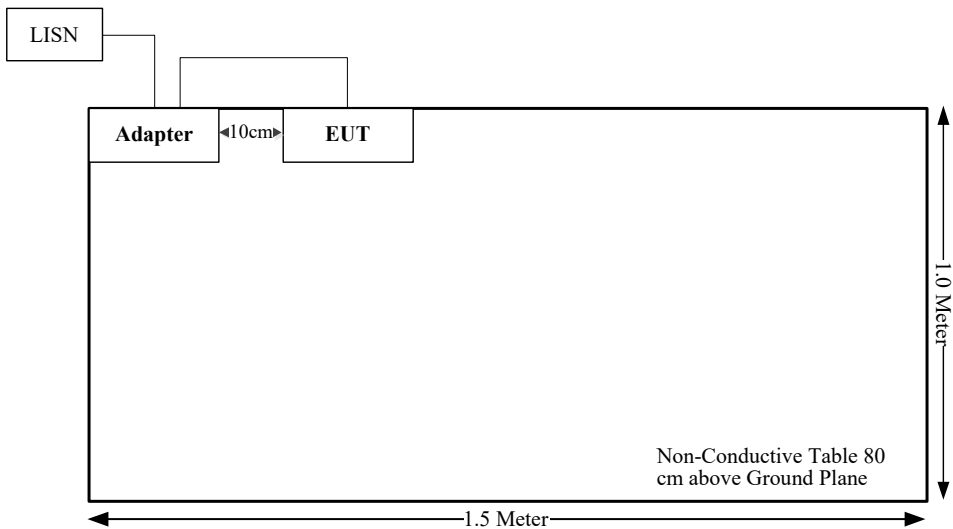 LISN
Adapter
10cm
EUT
1.0 Meter
Non-Conductive Table 80
cm above Ground Plane
1.5 Meter